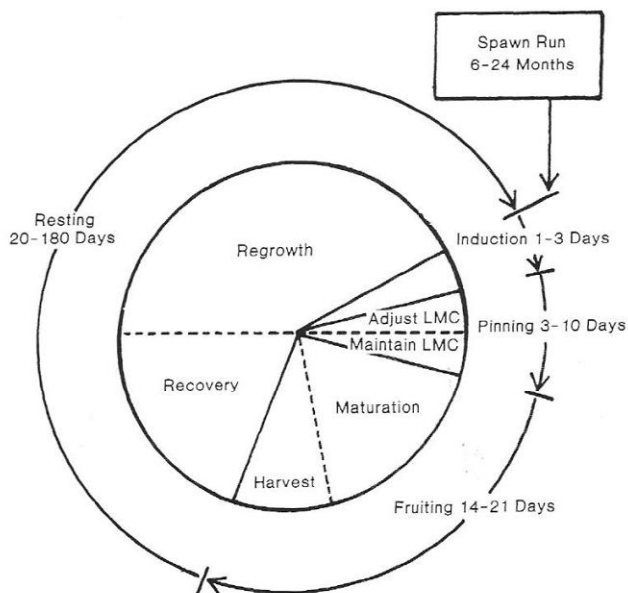 Spawn Run
6-24 Months
Resting
20-180 Days
Regrowth
Induction 1-3 Days
Adjust LMC
Pinning 3-10 Days
Maintain LMC
Recovery
Maturation
Harvest
Fruiting 14-21 Days